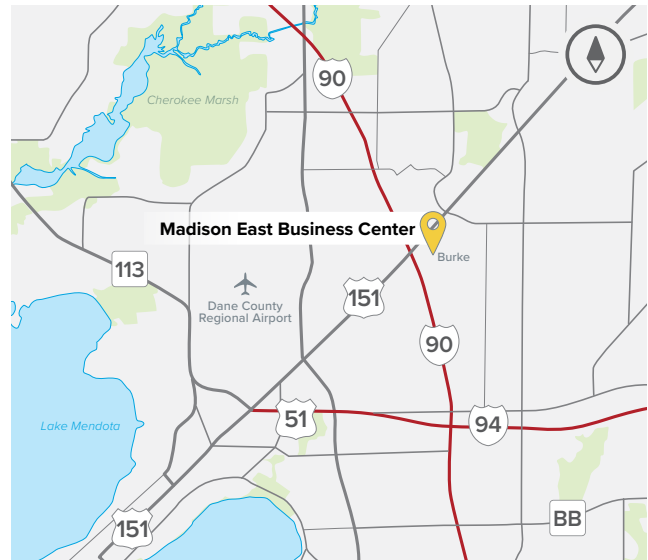 90
Cherokee Marsh
Madison East Business Center
Burke
113
Dane County
Regional Airport
151
90
51
94
Lake Mendota
151
BB